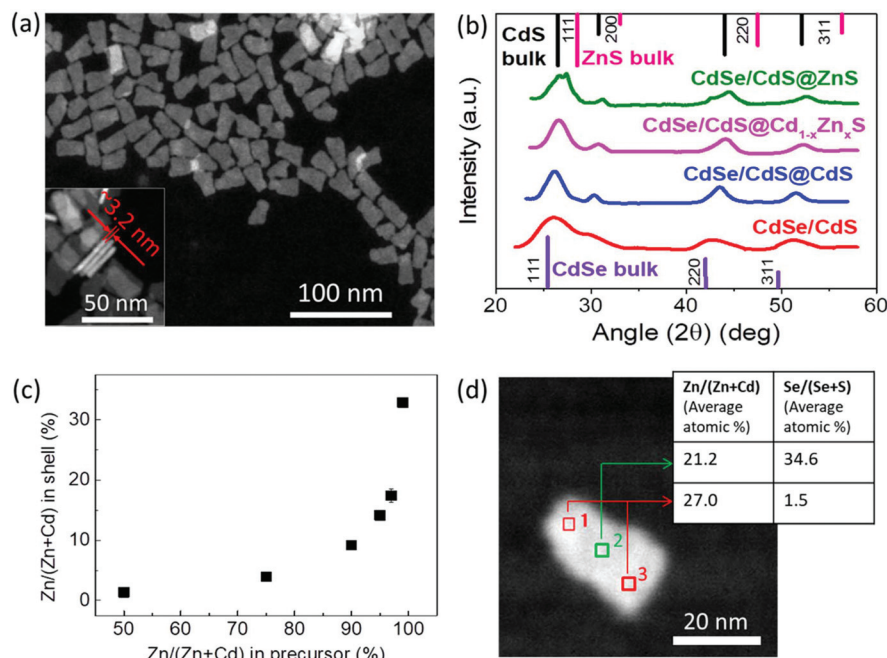 (a)
~3.2 nm
50 nm
100 nm
(b)
CdS
bulk
111
ZnS bulk
200
220
311
CdSe/CdS@ZnS
CdSe/CdS@Cd1-xZnxS
CdSe/CdS@CdS
CdSe/CdS
111
CdSe bulk
220
311
Intensity (a.u.)
20 30 40 50 60
Angle (2θ) (deg)
(c)
Zn/(Zn+Cd) in shell (%)
30
20
10
0
50 60 70 80 90 100
Zn/(Zn+Cd) in precursor (%)
(d)
Zn/(Zn+Cd) Se/(Se+S)
(Average (Average
atomic %) atomic %)
21.2 34.6
27.0 1.5
1
2
3
20 nm